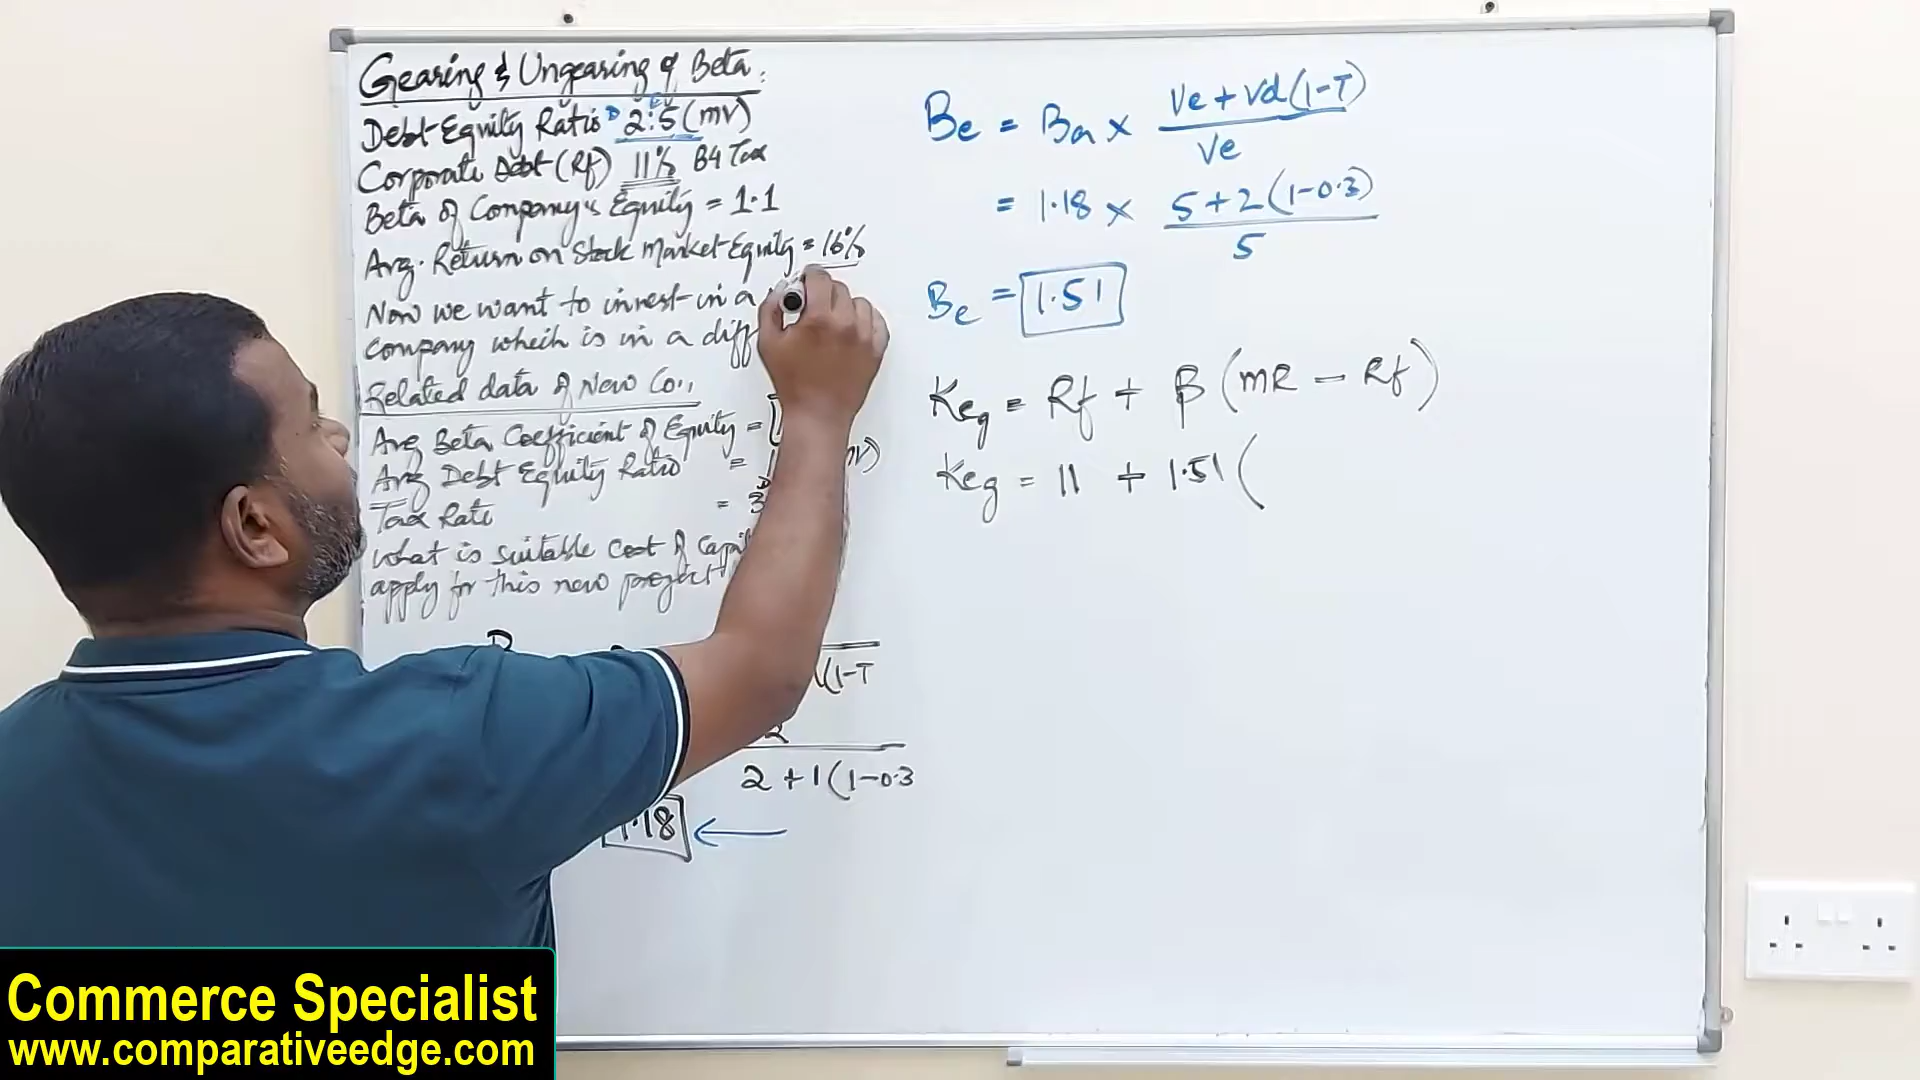 Gearing & Ungearing of Beta:
Debt Equity Ratio D 2:5 (mv)
Corporate Debt (Rf) 11% B4 Tax
Beta of Company's Equity = 1.1
Avg. Return on Stock Market Equity = 16%
Now we want to invest in a
company which is in a diff
Related data of New Co.,
Avg Beta Coefficient of Equity =
Avg Debt Equity Ratio = mv)
Tax Rate = 3
What is suitable cost of
apply for this new project
(1-T
2
2 + 1 (1-0.3
1.18
Be = Ba × Ve + Vd (1-T)
Ve
= 1.18 × 5 + 2 (1-0.3)
5
Be = 1.51
Keg = Rf + β (mR - Rf)
Keg = 11 + 1.51 (
Commerce Specialist
www.comparativeedge.com